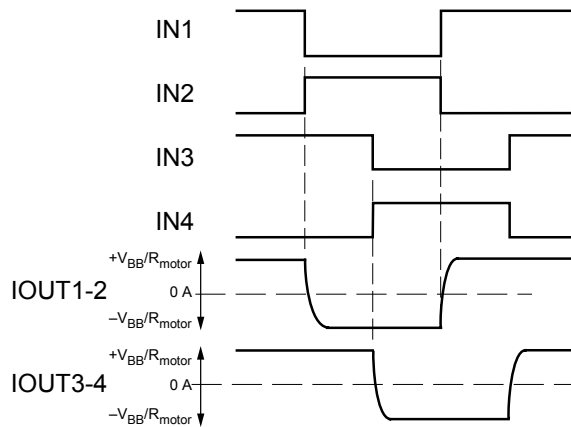 IN1
IN2
IN3
IN4
+VBB/Rmotor
IOUT1-2
0 A
–VBB/Rmotor
+VBB/Rmotor
IOUT3-4
0 A
–VBB/Rmotor